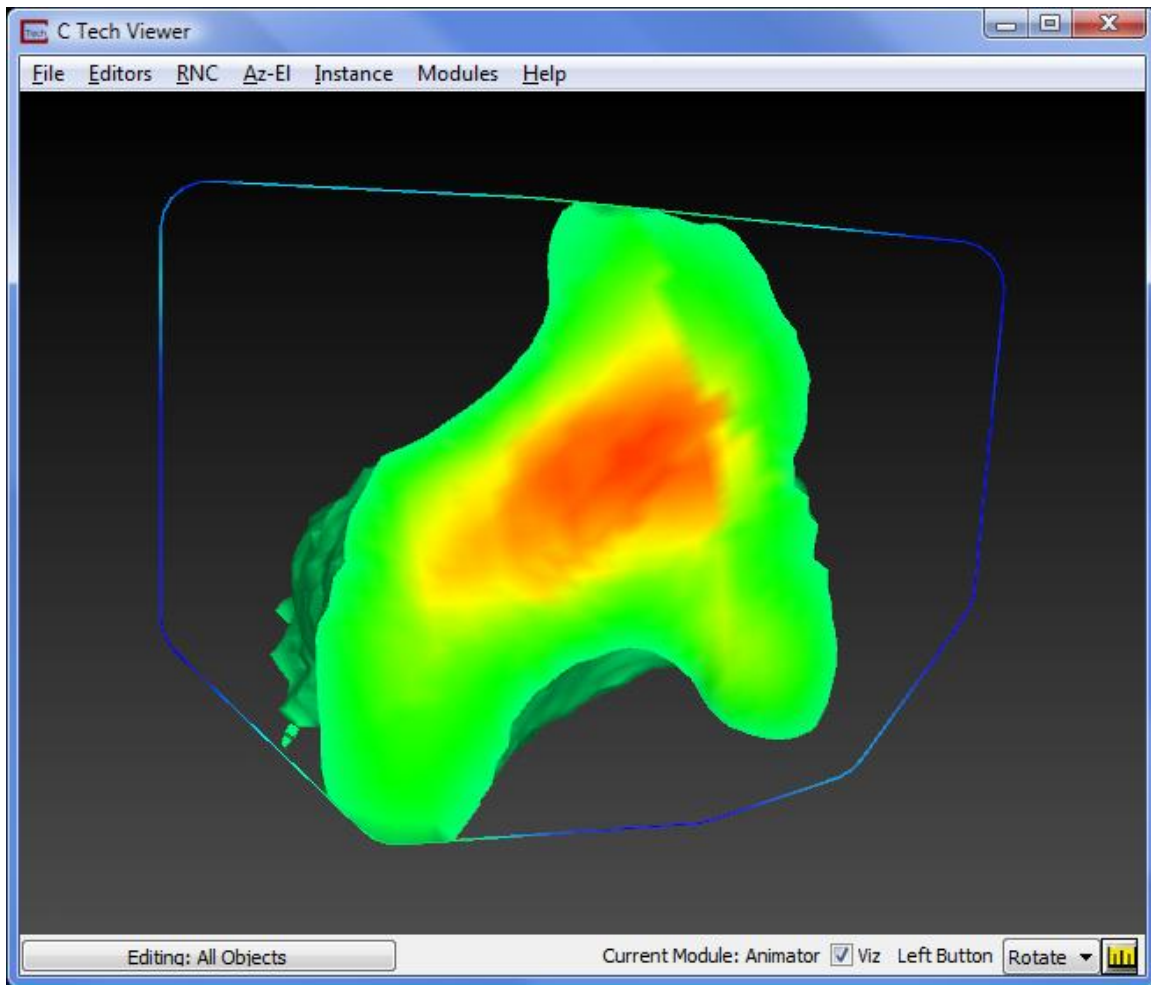 Tech C Tech Viewer
File Editors RNC Az-El Instance Modules Help
Editing: All Objects Current Module: Animator Viz Left Button Rotate